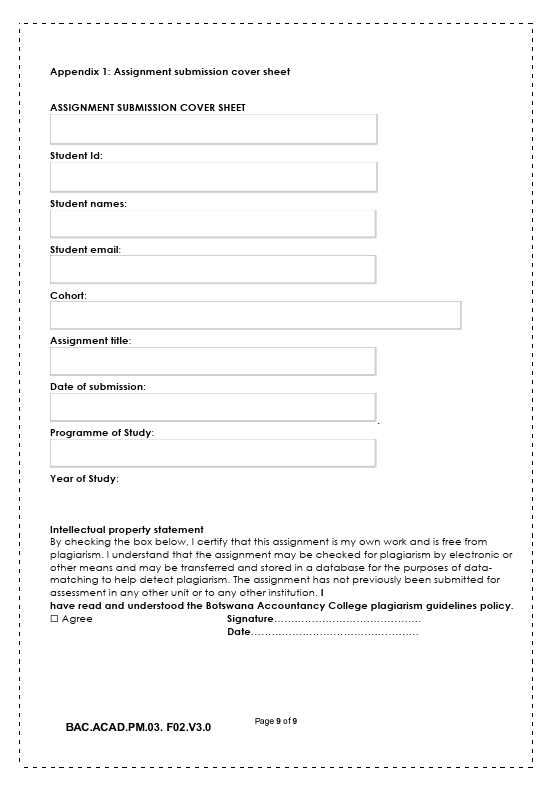 Appendix 1: Assignment submission cover sheet
ASSIGNMENT SUBMISSION COVER SHEET
Student Id:
Student names:
Student email:
Cohort:
Assignment title:
Date of submission:
.
Programme of Study:
Year of Study:
Intellectual property statement
By checking the box below, I certify that this assignment is my own work and is free from
plagiarism. I understand that the assignment may be checked for plagiarism by electronic or
other means and may be transferred and stored in a database for the purposes of data-
matching to help detect plagiarism. The assignment has not previously been submitted for
assessment in any other unit or to any other institution. I
have read and understood the Botswana Accountancy College plagiarism guidelines policy.
☐ Agree Signature…………………………………….
Date………………………………………….
Page 9 of 9
BAC.ACAD.PM.03. F02.V3.0